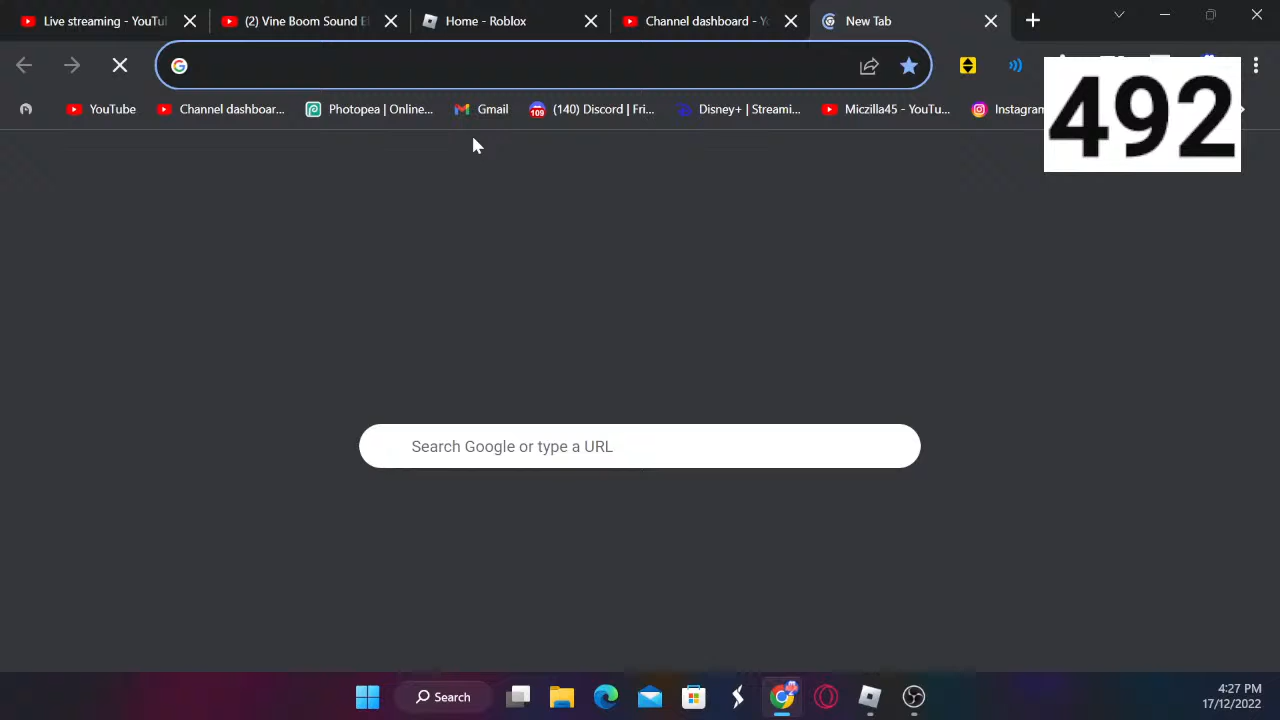 Live streaming - YouTu
(2) Vine Boom Sound E
Home - Roblox
Channel dashboard - Yo
New Tab
YouTube
Channel dashboar...
Photopea | Online...
Gmail
109
(140) Discord | Fri...
Disney+ | Streami...
Miczilla45 - YouTu...
Instagram
492
Search Google or type a URL
Search
4:27 PM
17/12/2022